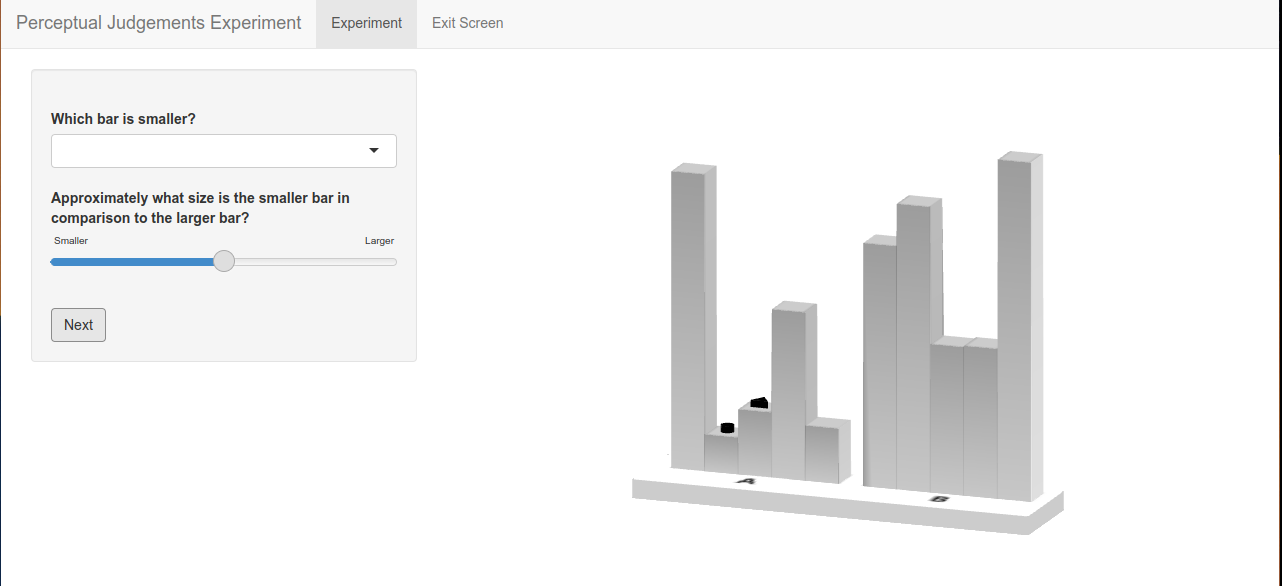 Perceptual Judgements Experiment Experiment Exit Screen
Which bar is smaller?
Approximately what size is the smaller bar in
comparison to the larger bar?
Smaller Larger
Next
A
B